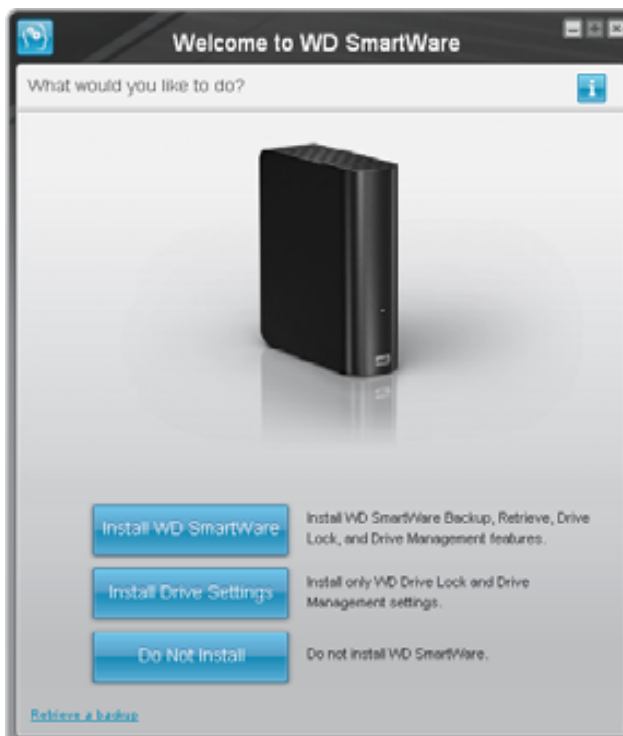 Welcome to WD SmartWare
What would you like to do?
Install WD SmartWare
Install WD SmartWare Backup, Retrieve, Drive
Lock, and Drive Management features.
Install Drive Settings
Install only WD Drive Lock and Drive
Management settings.
Do Not Install
Do not install WD SmartWare.
Retrieve a backup